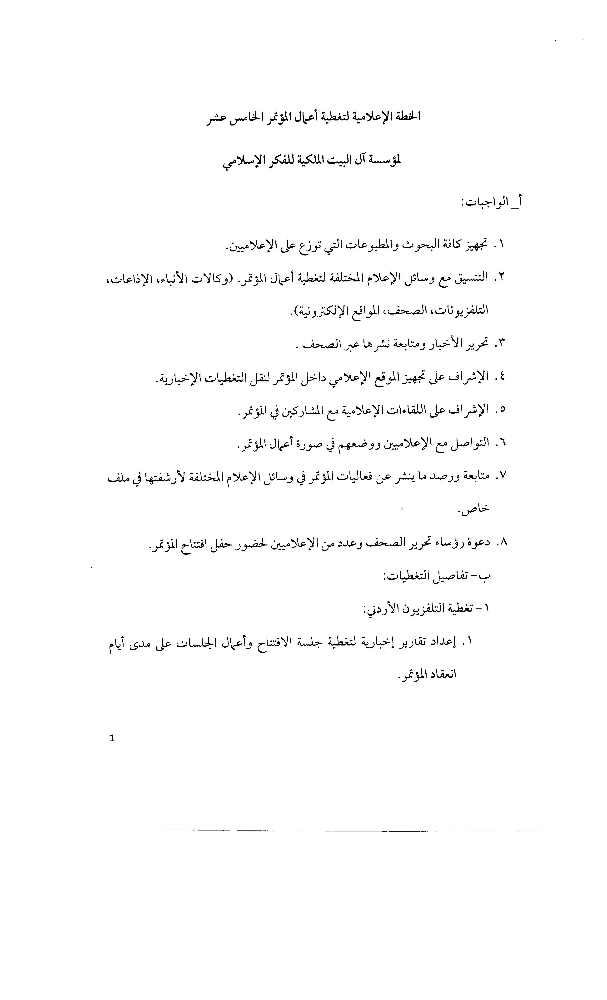 الخطة الإعلامية لتغطية أعمال المؤتمر الخامس عشر
لمؤسسة آل البيت الملكية للفكر الإسلامي
أ_ الواجبات:
١. تجهيز كافة البحوث والمطبوعات التي توزع على الإعلاميين.
٢. التنسيق مع وسائل الإعلام المختلفة لتغطية أعمال المؤتمر. (وكالات الأنباء، الإذاعات،
التلفزيونات، الصحف، المواقع الإلكترونية).
٣. تحرير الأخبار ومتابعة نشرها عبر الصحف .
٤. الإشراف على تجهيز الموقع الإعلامي داخل المؤتمر لنقل التغطيات الإخبارية.
٥. الإشراف على اللقاءات الإعلامية مع المشاركين في المؤتمر.
٦. التواصل مع الإعلاميين ووضعهم في صورة أعمال المؤتمر.
٧. متابعة ورصد ما ينشر عن فعاليات المؤتمر في وسائل الإعلام المختلفة لأرشفتها في ملف
خاص.
٨. دعوة رؤساء تحرير الصحف وعدد من الإعلاميين لحضور حفل افتتاح المؤتمر.
ب- تفاصيل التغطيات:
١- تغطية التلفزيون الأردني:
١. إعداد تقارير إخبارية لتغطية جلسة الافتتاح وأعمال الجلسات على مدى أيام
انعقاد المؤتمر.
1